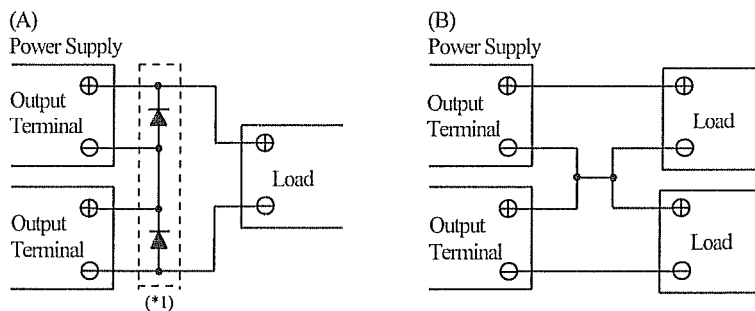 (A)
Power Supply
Output
Terminal
Output
Terminal
Load
(*1)
(B)
Power Supply
Output
Terminal
Output
Terminal
Load
Load